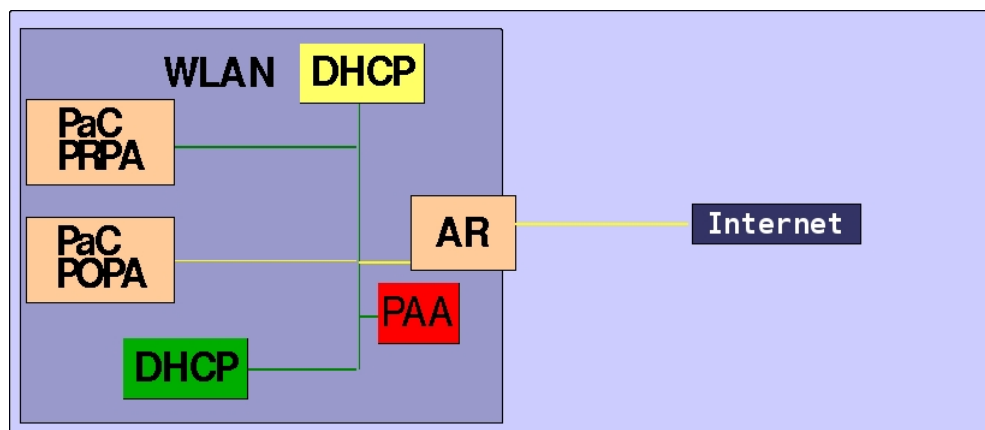 WLAN
DHCP
PaC
PRPA
PaC
POPA
AR
Internet
PAA
DHCP